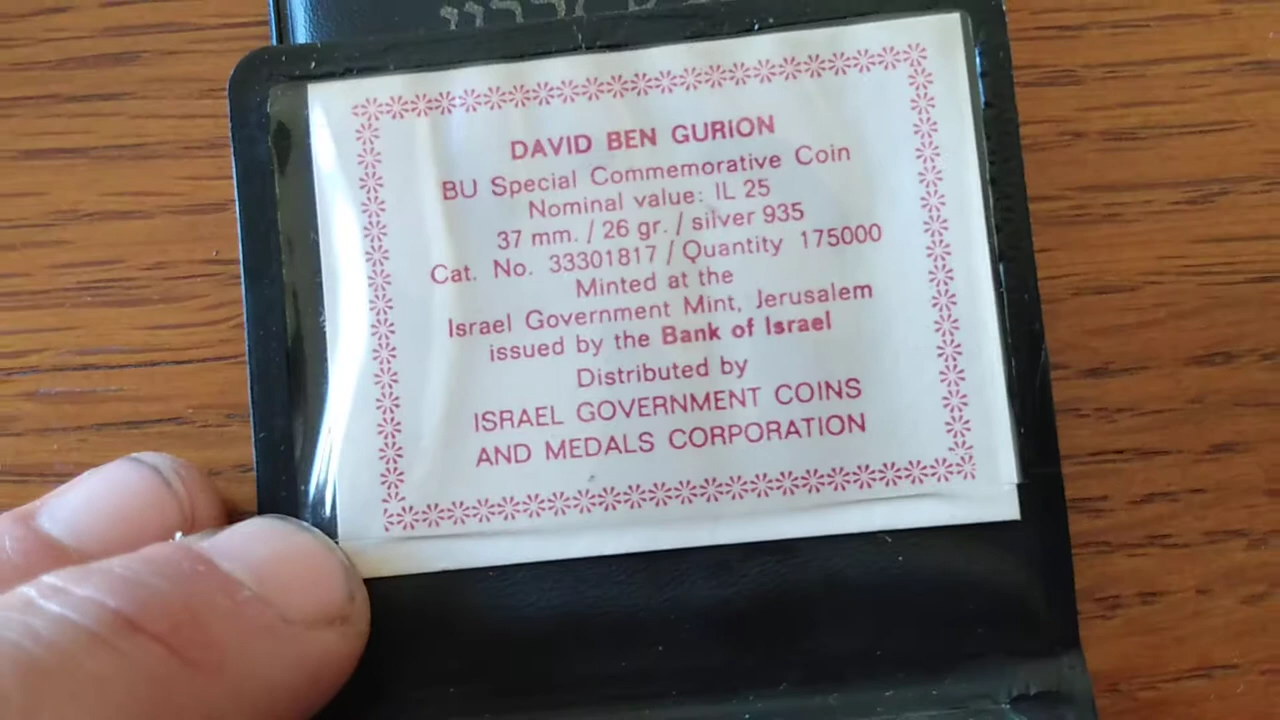 DAVID BEN GURION
BU Special Commemorative Coin
Nominal value: IL 25
37 mm. / 26 gr. / silver 935
Cat. No. 33301817 / Quantity 175000
Minted at the
Israel Government Mint, Jerusalem
issued by the Bank of Israel
Distributed by
ISRAEL GOVERNMENT COINS
AND MEDALS CORPORATION